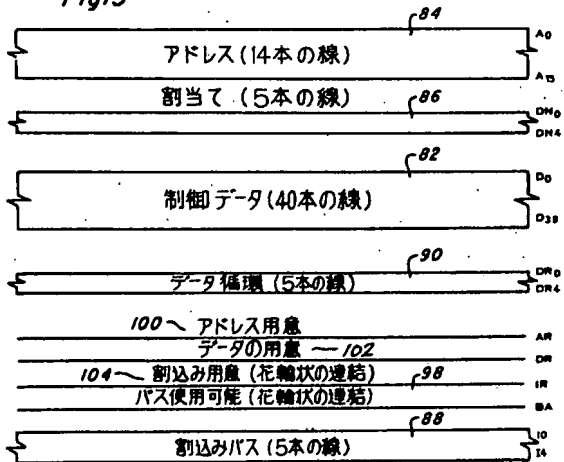 Fig13
84
アドレス(14本の線)
A0
A13
割当て(5本の線)
86
DN0
DN4
82
制御データ(40本の線)
D0
D39
90
データ循環(5本の線)
DR0
DR4
100 アドレス用意
AR
データの用意 102
DR
104 割込み用意(花輪状の連結)
98
IR
バス使用可能(花輪状の連結)
BA
88
割込みバス(5本の線)
I0
I4